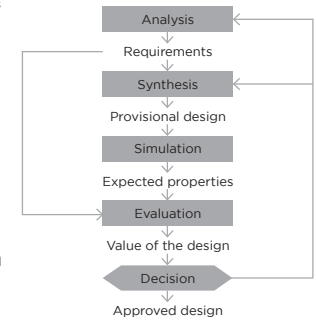 Analysis
Requirements
Synthesis
Provisional design
Simulation
Expected properties
Evaluation
Value of the design
Decision
Approved design